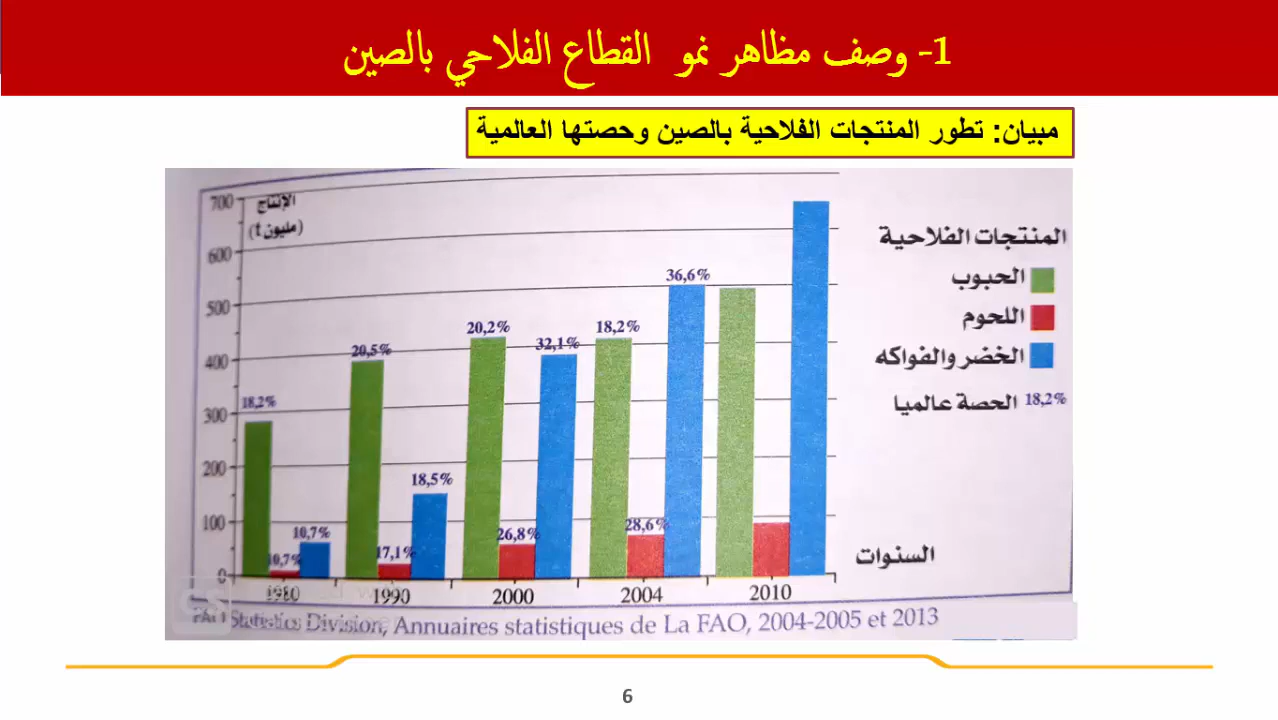 1- وصف مظاهر نمو القطاع الفلاحي بالصين
مبيان: تطور المنتجات الفلاحية بالصين وحصتها العالمية
الإنتاج
(مليون t)
700
600
500
400
300
200
100
0
18,2%
10,7%
10,7%
20,5%
17,1%
18,5%
20,2%
26,8%
32,1%
18,2%
28,6%
36,6%
1980
1990
2000
2004
2010
المنتجات الفلاحية
الحبوب
اللحوم
الخضر والفواكه
18,2% الحصة عالميا
السنوات
FAO Statistics Division, Annuaires statistiques de La FAO, 2004-2005 et 2013
6